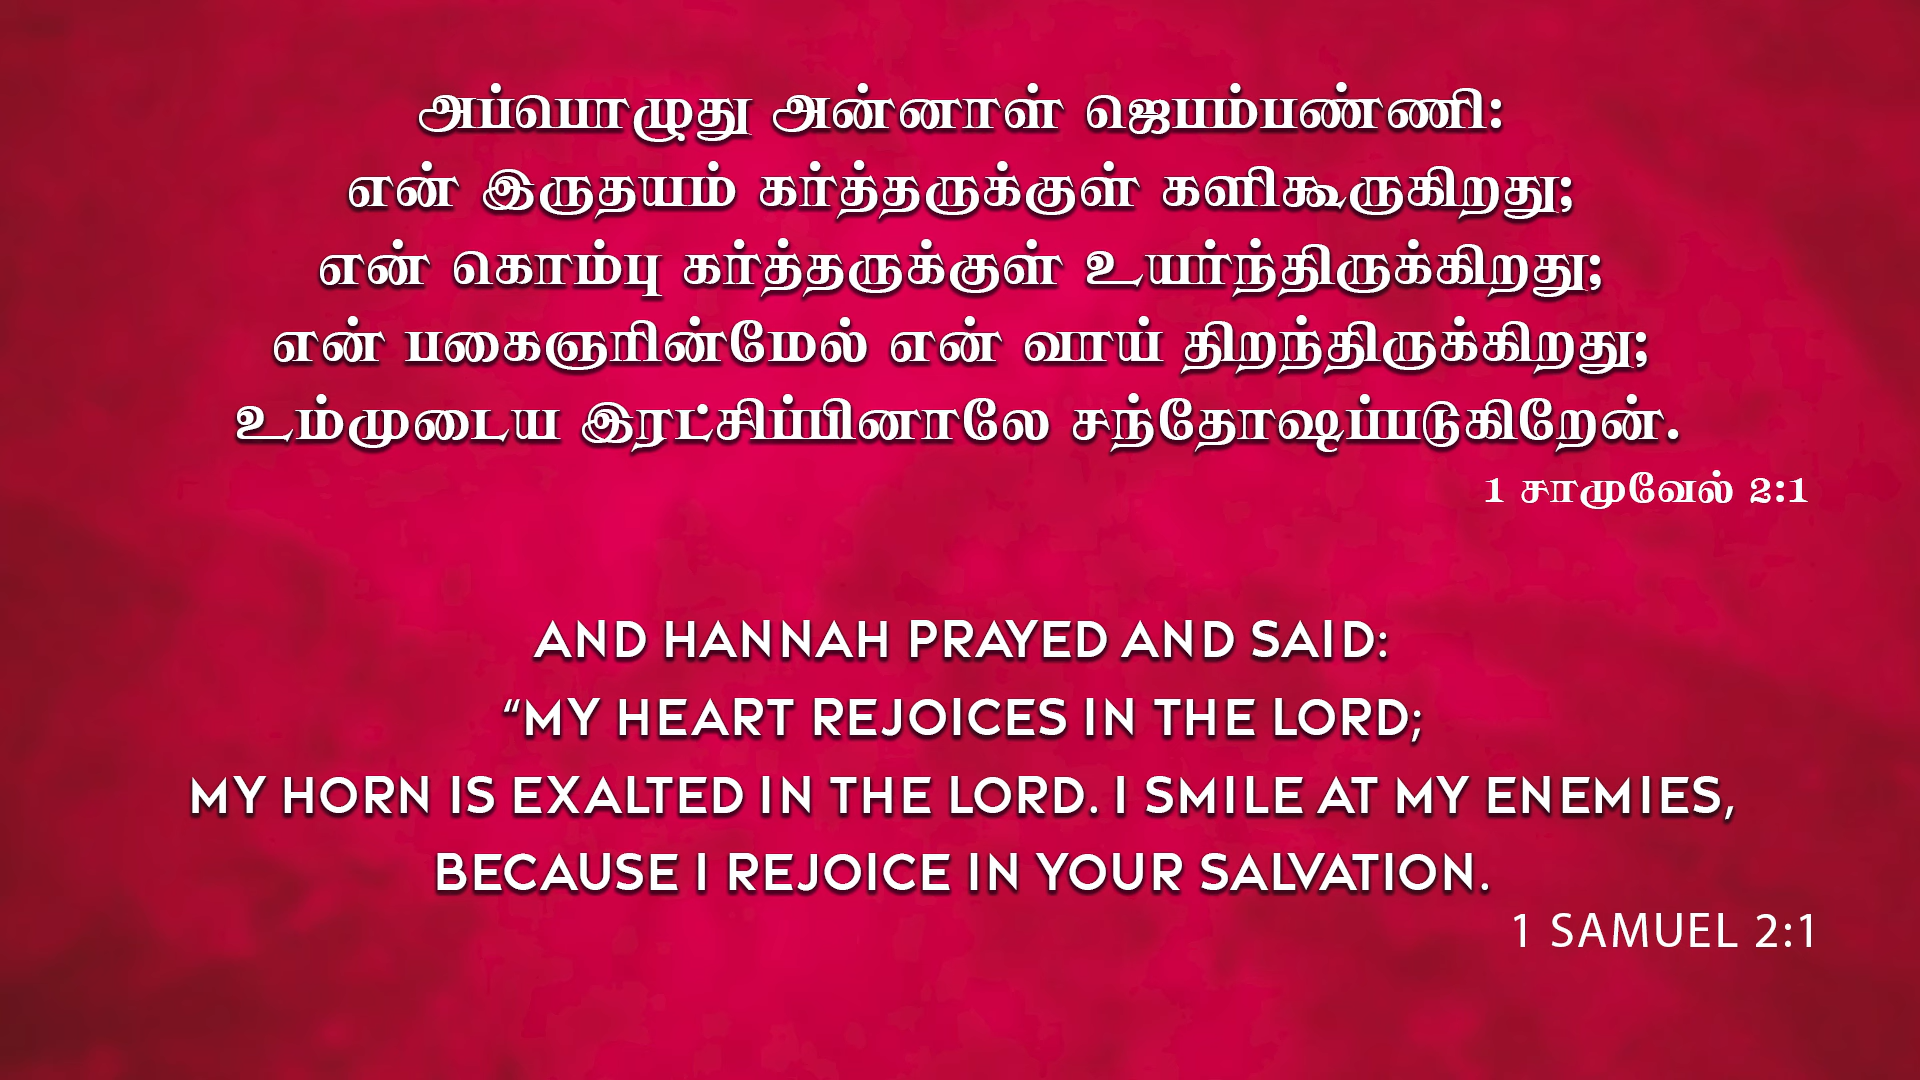 அப்பொழுது அன்னாள் ஜெபம்பண்ணி:
என் இருதயம் கர்த்தருக்குள் களிகூருகிறது;
என் கொம்பு கர்த்தருக்குள் உயர்ந்திருக்கிறது;
என் பகைஞரின்மேல் என் வாய் திறந்திருக்கிறது;
உம்முடைய இரட்சிப்பினாலே சந்தோஷப்படுகிறேன்.
1 சாமுவேல் 2:1
AND HANNAH PRAYED AND SAID:
“MY HEART REJOICES IN THE LORD;
MY HORN IS EXALTED IN THE LORD. I SMILE AT MY ENEMIES,
BECAUSE I REJOICE IN YOUR SALVATION.
1 SAMUEL 2:1